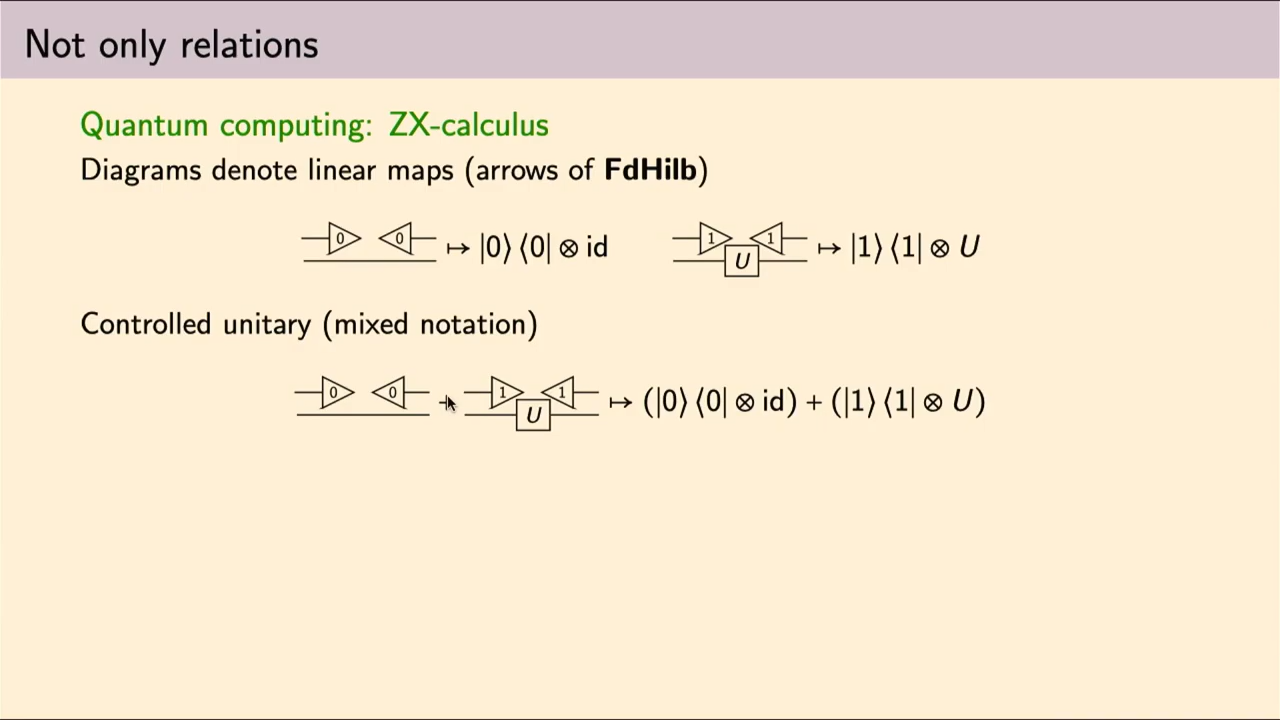 Not only relations
Quantum computing: ZX-calculus
Diagrams denote linear maps (arrows of FdHilb)
0 0 ↦ |0⟩ ⟨0| ⊗ id 1 1 U ↦ |1⟩ ⟨1| ⊗ U
Controlled unitary (mixed notation)
0 0 + 1 1 U ↦ (|0⟩ ⟨0| ⊗ id) + (|1⟩ ⟨1| ⊗ U)